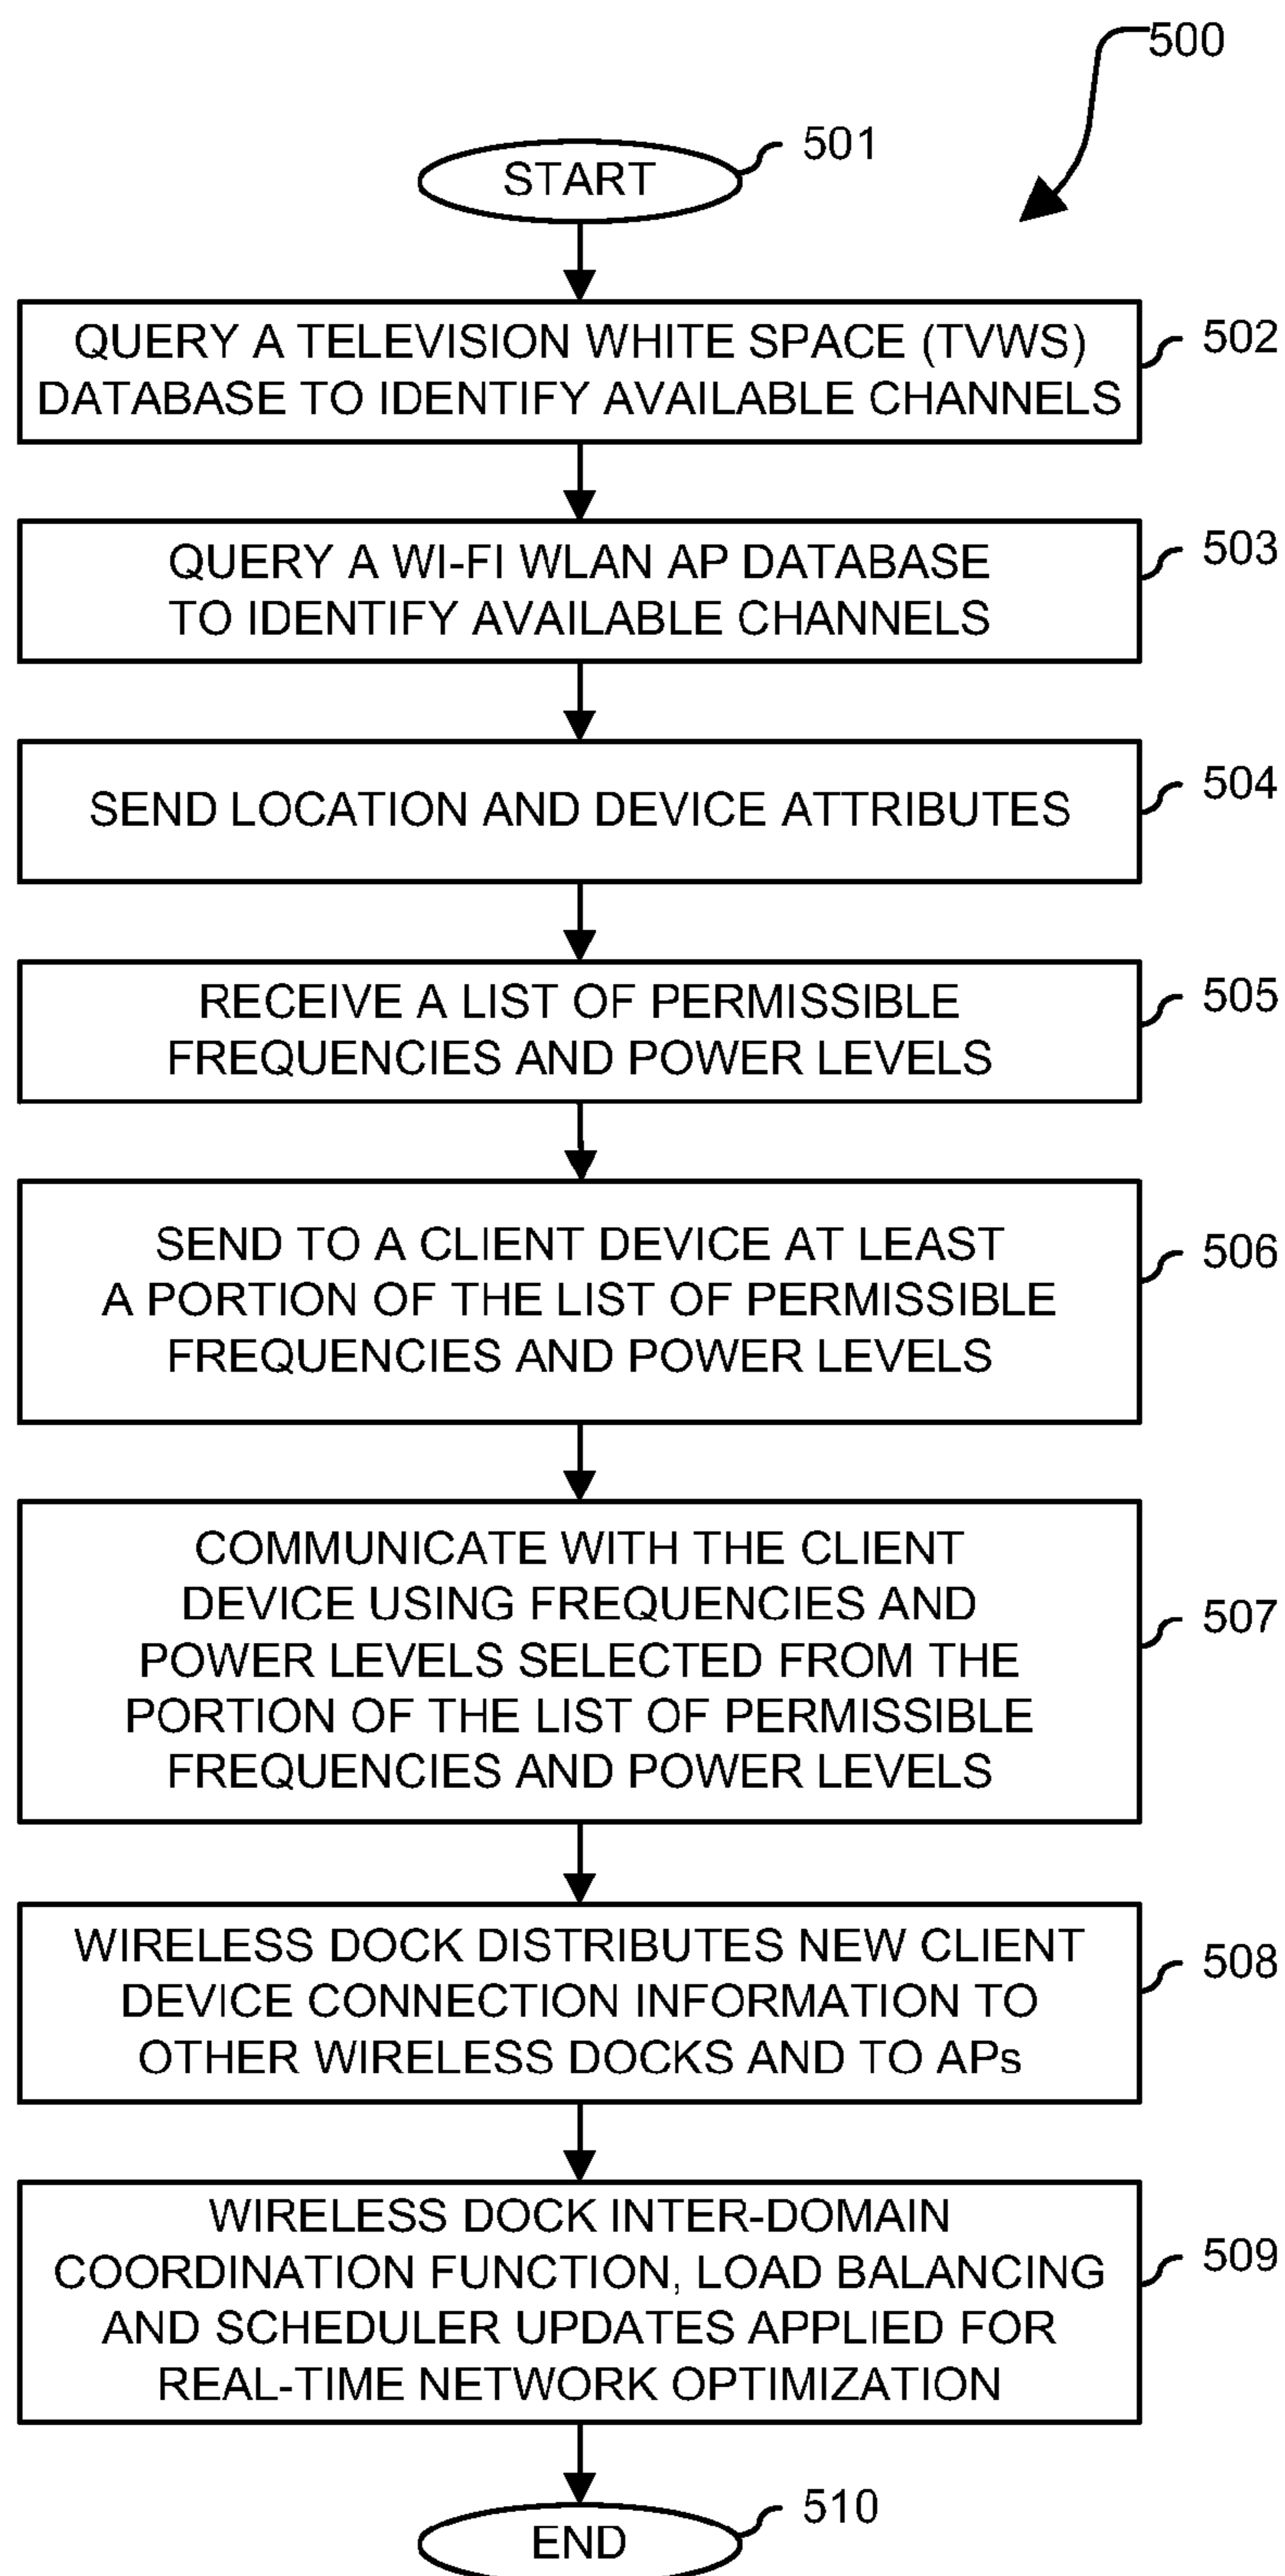 500
START
501
QUERY A TELEVISION WHITE SPACE (TVWS)
DATABASE TO IDENTIFY AVAILABLE CHANNELS
502
QUERY A WI-FI WLAN AP DATABASE
TO IDENTIFY AVAILABLE CHANNELS
503
SEND LOCATION AND DEVICE ATTRIBUTES
504
RECEIVE A LIST OF PERMISSIBLE
FREQUENCIES AND POWER LEVELS
505
SEND TO A CLIENT DEVICE AT LEAST
A PORTION OF THE LIST OF PERMISSIBLE
FREQUENCIES AND POWER LEVELS
506
COMMUNICATE WITH THE CLIENT
DEVICE USING FREQUENCIES AND
POWER LEVELS SELECTED FROM THE
PORTION OF THE LIST OF PERMISSIBLE
FREQUENCIES AND POWER LEVELS
507
WIRELESS DOCK DISTRIBUTES NEW CLIENT
DEVICE CONNECTION INFORMATION TO
OTHER WIRELESS DOCKS AND TO APs
508
WIRELESS DOCK INTER-DOMAIN
COORDINATION FUNCTION, LOAD BALANCING
AND SCHEDULER UPDATES APPLIED FOR
REAL-TIME NETWORK OPTIMIZATION
509
END
510